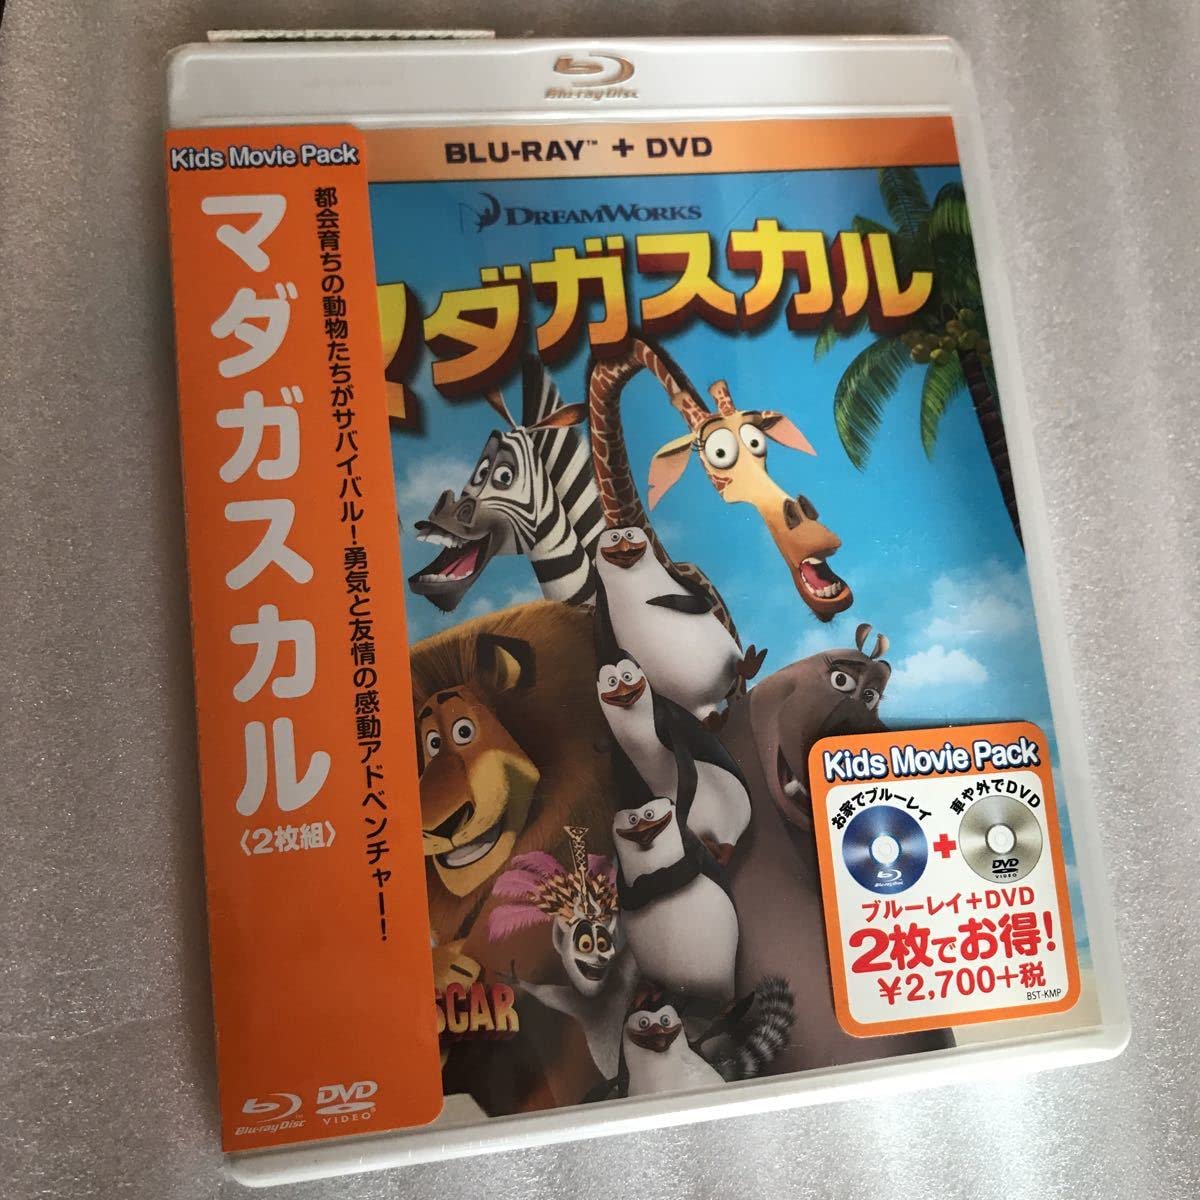 Blu-ray Disc
Kids Movie Pack
マダガスカル
〈2枚組〉
都会育ちの動物たちがサバイバル!勇気と友情の感動アドベンチャー!
Blu-ray Disc
DVD
VIDEO
BLU-RAY™ + DVD
DREAMWORKS
マダガスカル
SCAR
Kids Movie Pack
お家でブルーレイ
+
車や外でDVD
Blu-ray Disc
DVD
VIDEO
ブルーレイ+DVD
2枚でお得!
¥2,700+税
BST-KMP